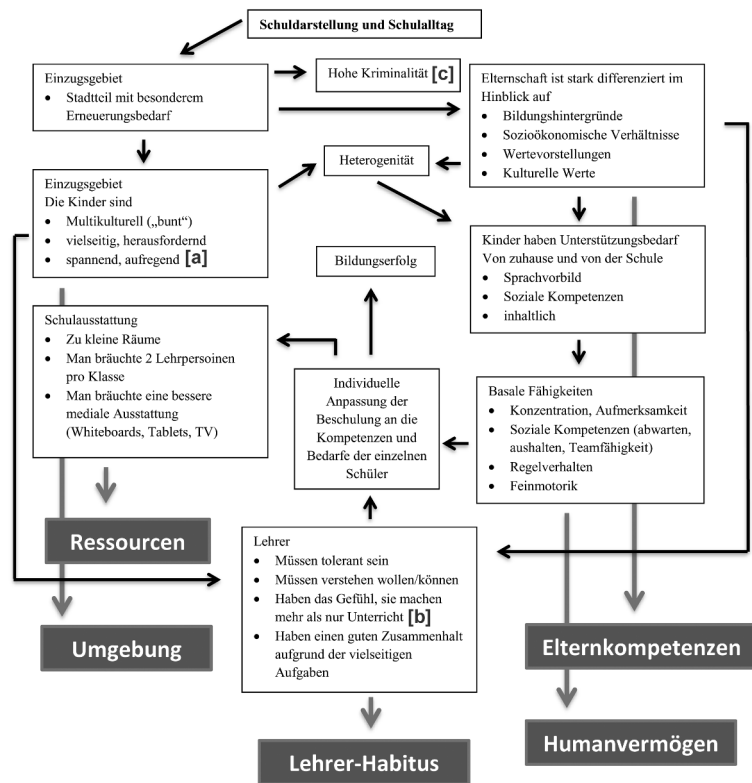 Schuldarstellung und Schulalltag
Einzugsgebiet
• Stadtteil mit besonderem
Erneuerungsbedarf
Hohe Kriminalität [c]
Elternschaft ist stark differenziert im
Hinblick auf
• Bildungshintergründe
• Sozioökonomische Verhältnisse
• Wertevorstellungen
• Kulturelle Werte
Heterogenität
Einzugsgebiet
Die Kinder sind
• Multikulturell („bunt“)
• vielseitig, herausfordernd
• spannend, aufregend [a]
Bildungserfolg
Kinder haben Unterstützungsbedarf
Von zuhause und von der Schule
• Sprachvorbild
• Soziale Kompetenzen
• inhaltlich
Schulausstattung
• Zu kleine Räume
• Man bräuchte 2 Lehrpersoinen
pro Klasse
• Man bräuchte eine bessere
mediale Ausstattung
(Whiteboards, Tablets, TV)
Individuelle
Anpassung der
Beschulung an die
Kompetenzen und
Bedarfe der einzelnen
Schüler
Basale Fähigkeiten
• Konzentration, Aufmerksamkeit
• Soziale Kompetenzen (abwarten,
aushalten, Teamfähigkeit)
• Regelverhalten
• Feinmotorik
Ressourcen
Lehrer
• Müssen tolerant sein
• Müssen verstehen wollen/können
• Haben das Gefühl, sie machen
mehr als nur Unterricht [b]
• Haben einen guten Zusammenhalt
aufgrund der vielseitigen
Aufgaben
Umgebung
Elternkompetenzen
Lehrer-Habitus
Humanvermögen